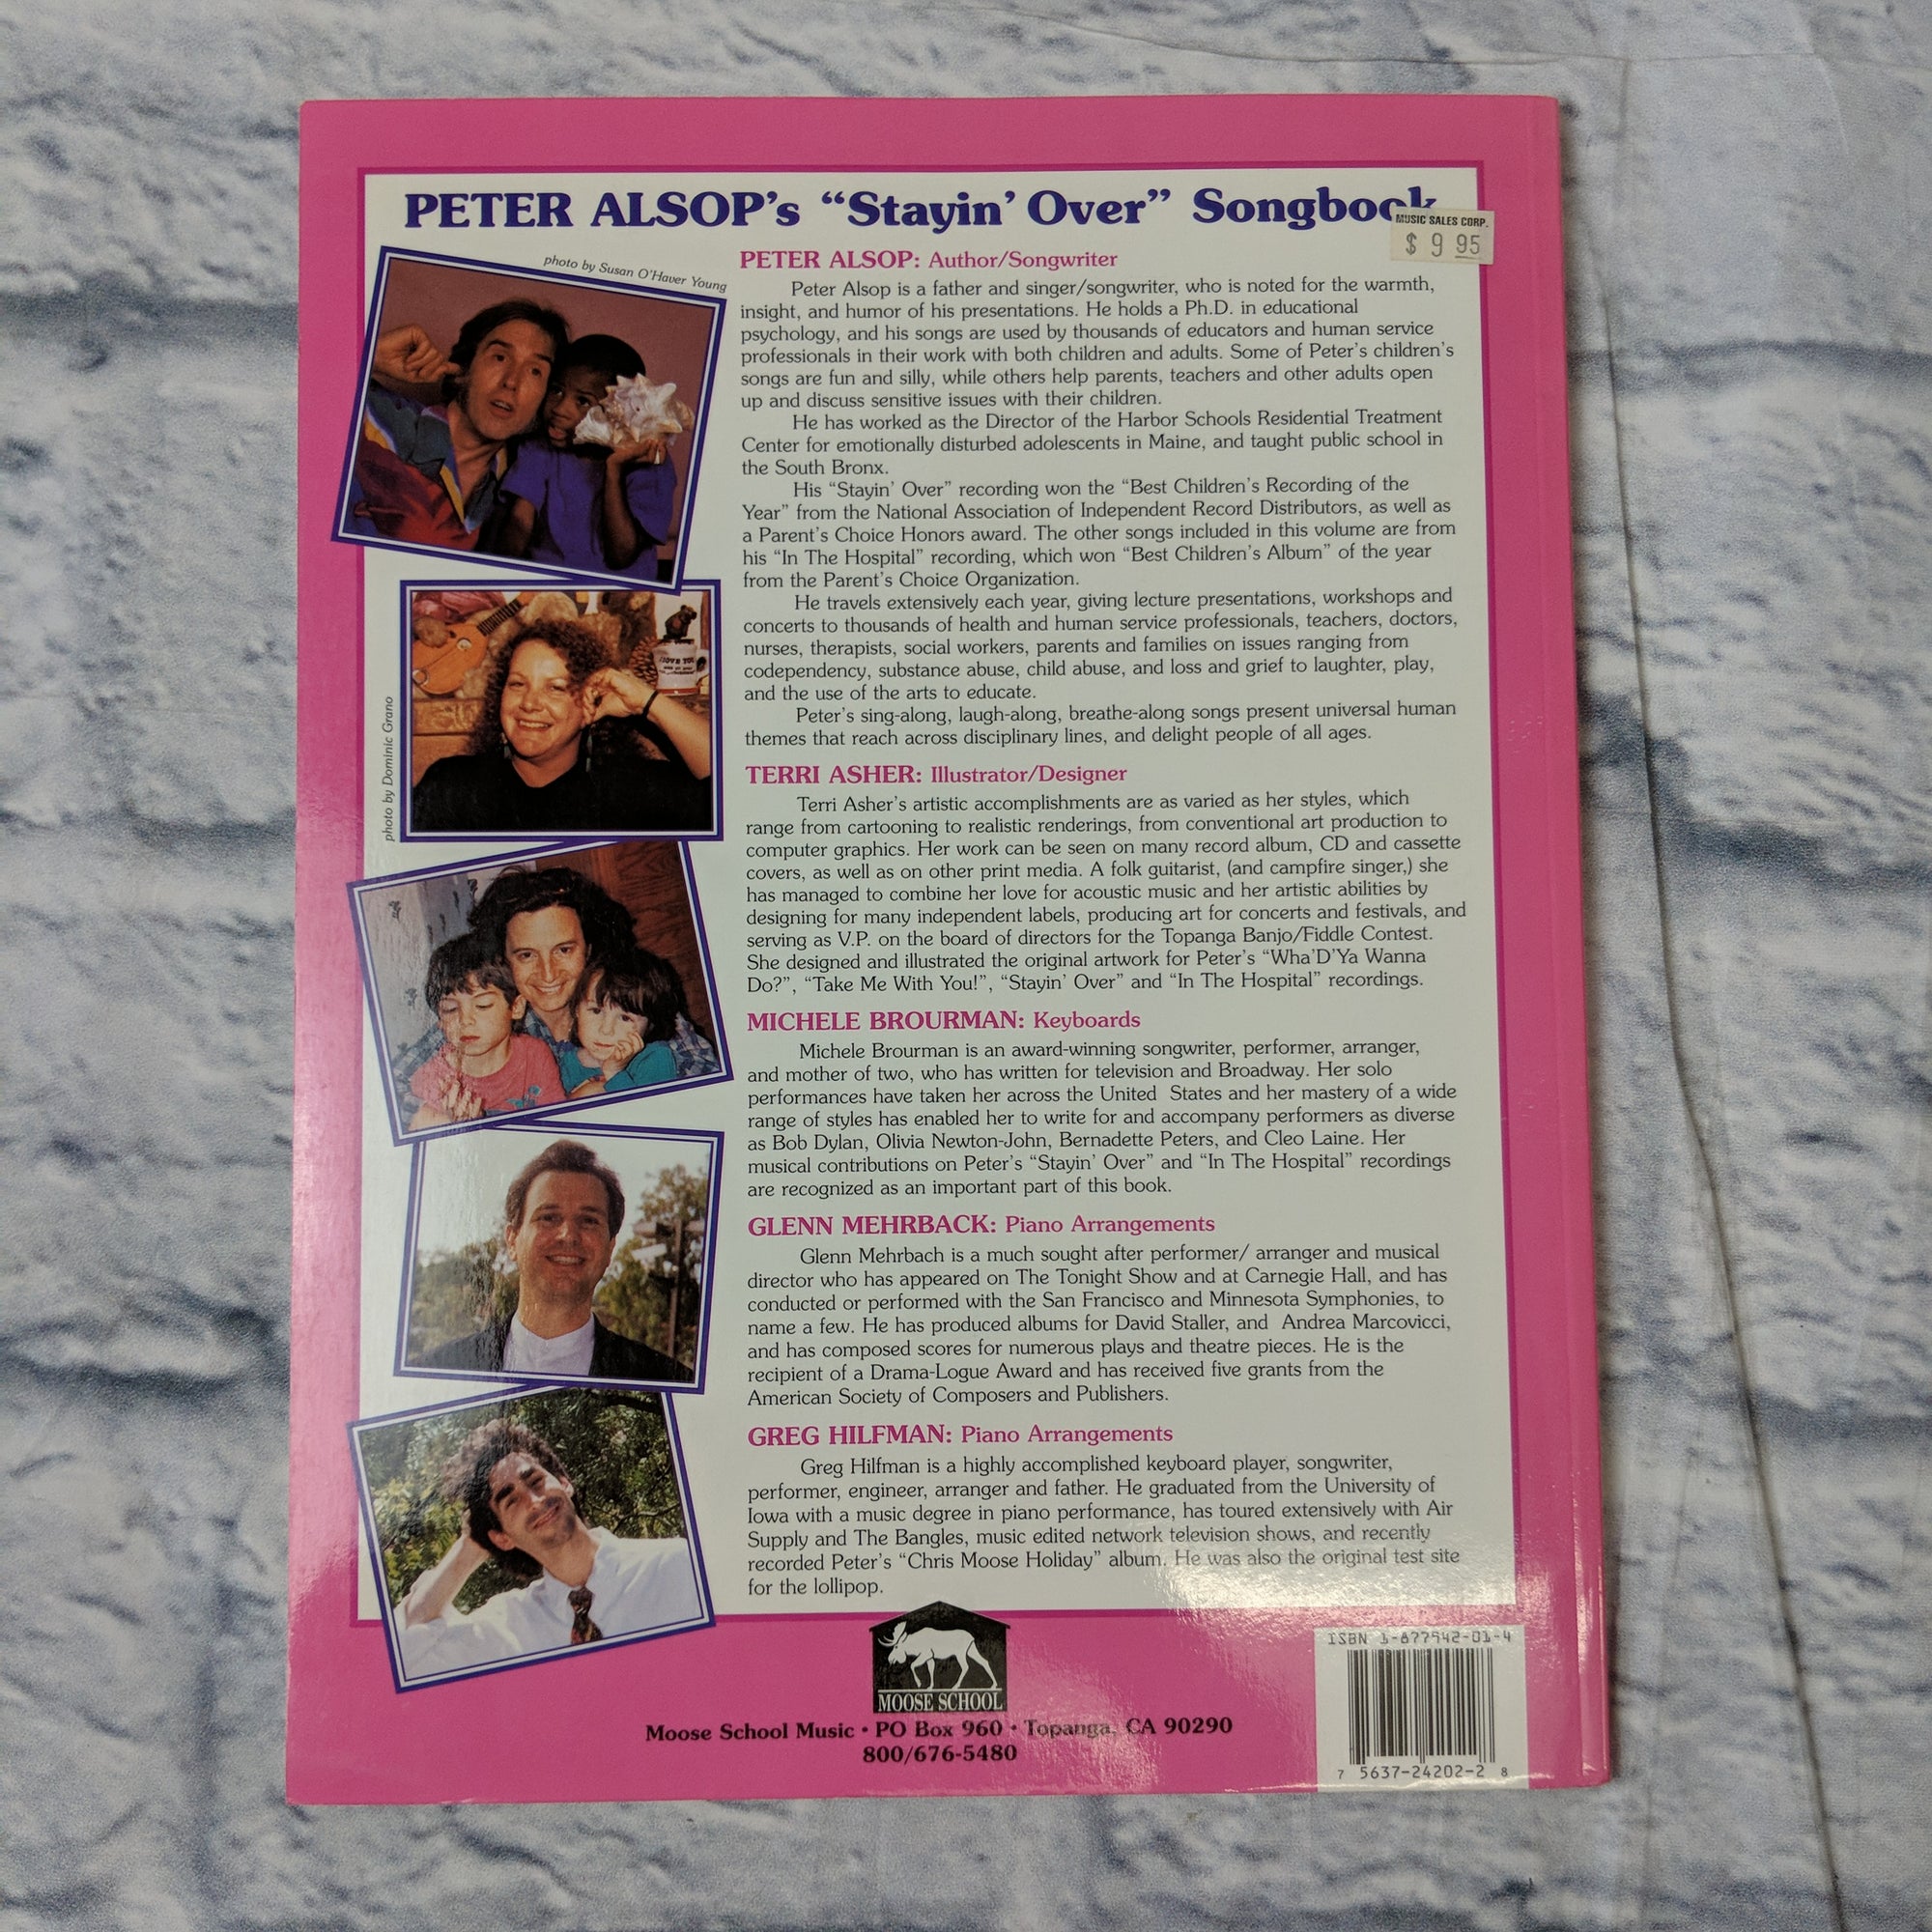 PETER ALSOP's “Stayin’ Over” Songbook
MUSIC SALES CORP.
$ 9 95
photo by Susan O'Haver Young
PETER ALSOP: Author/Songwriter
Peter Alsop is a father and singer/songwriter, who is noted for the warmth,
insight, and humor of his presentations. He holds a Ph.D. in educational
psychology, and his songs are used by thousands of educators and human service
professionals in their work with both children and adults. Some of Peter's children's
songs are fun and silly, while others help parents, teachers and other adults open
up and discuss sensitive issues with their children.
He has worked as the Director of the Harbor Schools Residential Treatment
Center for emotionally disturbed adolescents in Maine, and taught public school in
the South Bronx.
His “Stayin’ Over” recording won the “Best Children's Recording of the
Year” from the National Association of Independent Record Distributors, as well as
a Parent's Choice Honors award. The other songs included in this volume are from
his “In The Hospital” recording, which won “Best Children's Album” of the year
from the Parent's Choice Organization.
He travels extensively each year, giving lecture presentations, workshops and
concerts to thousands of health and human service professionals, teachers, doctors,
nurses, therapists, social workers, parents and families on issues ranging from
codependency, substance abuse, child abuse, and loss and grief to laughter, play,
and the use of the arts to educate.
Peter's sing-along, laugh-along, breathe-along songs present universal human
themes that reach across disciplinary lines, and delight people of all ages.
I LOVE YOU
photo by Dominic Grano
TERRI ASHER: Illustrator/Designer
Terri Asher's artistic accomplishments are as varied as her styles, which
range from cartooning to realistic renderings, from conventional art production to
computer graphics. Her work can be seen on many record album, CD and cassette
covers, as well as on other print media. A folk guitarist, (and campfire singer,) she
has managed to combine her love for acoustic music and her artistic abilities by
designing for many independent labels, producing art for concerts and festivals, and
serving as V.P. on the board of directors for the Topanga Banjo/Fiddle Contest.
She designed and illustrated the original artwork for Peter's “Wha'D'Ya Wanna
Do?”, “Take Me With You!”, “Stayin’ Over” and “In The Hospital” recordings.
MICHELE BROURMAN: Keyboards
Michele Brourman is an award-winning songwriter, performer, arranger,
and mother of two, who has written for television and Broadway. Her solo
performances have taken her across the United States and her mastery of a wide
range of styles has enabled her to write for and accompany performers as diverse
as Bob Dylan, Olivia Newton-John, Bernadette Peters, and Cleo Laine. Her
musical contributions on Peter's “Stayin’ Over” and “In The Hospital” recordings
are recognized as an important part of this book.
GLENN MEHRBACK: Piano Arrangements
Glenn Mehrbach is a much sought after performer/ arranger and musical
director who has appeared on The Tonight Show and at Carnegie Hall, and has
conducted or performed with the San Francisco and Minnesota Symphonies, to
name a few. He has produced albums for David Staller, and Andrea Marcovicci,
and has composed scores for numerous plays and theatre pieces. He is the
recipient of a Drama-Logue Award and has received five grants from the
American Society of Composers and Publishers.
GREG HILFMAN: Piano Arrangements
Greg Hilfman is a highly accomplished keyboard player, songwriter,
performer, engineer, arranger and father. He graduated from the University of
Iowa with a music degree in piano performance, has toured extensively with Air
Supply and The Bangles, music edited network television shows, and recently
recorded Peter's “Chris Moose Holiday” album. He was also the original test site
for the lollipop.
MOOSE SCHOOL
Moose School Music • PO Box 960 • Topanga, CA 90290
800/676-5480
ISBN 1-877942-01-4
7 5637-24202-2 8